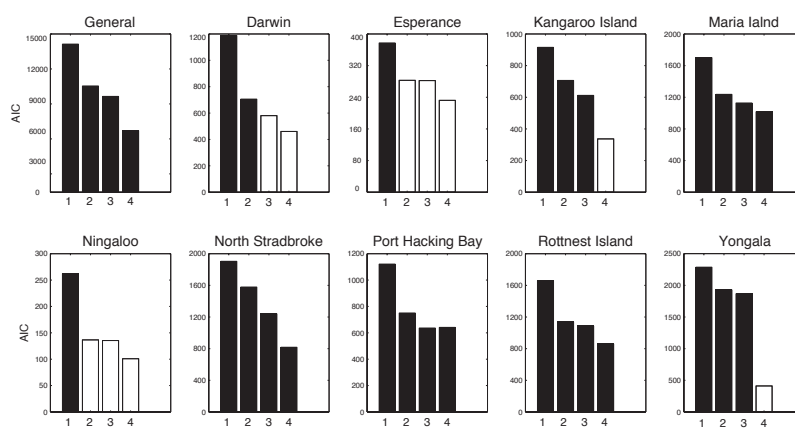 General Darwin Esperance Kangaroo Island Maria Ialnd
15000 1200 400 1000 2000
12000 1000 320 800 1600
9000 800 240 600 1200
6000 600 160 400 800
3000 400 80 200 400
200
0 0 0 0 0
AIC
1 2 3 4 1 2 3 4 1 2 3 4 1 2 3 4 1 2 3 4
Ningaloo North Stradbroke Port Hacking Bay Rottnest Island Yongala
300 2000 1200 2000 2500
250 1600 1000 1600 2000
200 1200 800 1200 1500
150 800 600 800 1000
100 400 400 400 500
50 200
0 0 0 0 0
AIC
1 2 3 4 1 2 3 4 1 2 3 4 1 2 3 4 1 2 3 4